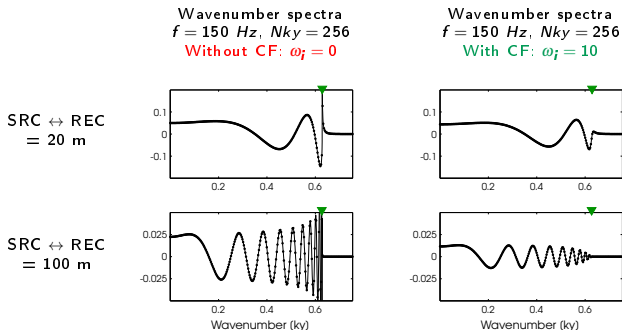 Wavenumber spectra
f = 150 Hz, Nky = 256
Without CF: ωi = 0
Wavenumber spectra
f = 150 Hz, Nky = 256
With CF: ωi = 10
SRC ↔ REC
= 20 m
0.1
0
-0.1
0.2 0.4 0.6
0.1
0
-0.1
0.2 0.4 0.6
SRC ↔ REC
= 100 m
0.025
0
-0.025
0.2 0.4 0.6
Wavenumber (ky)
0.025
0
-0.025
0.2 0.4 0.6
Wavenumber (ky)